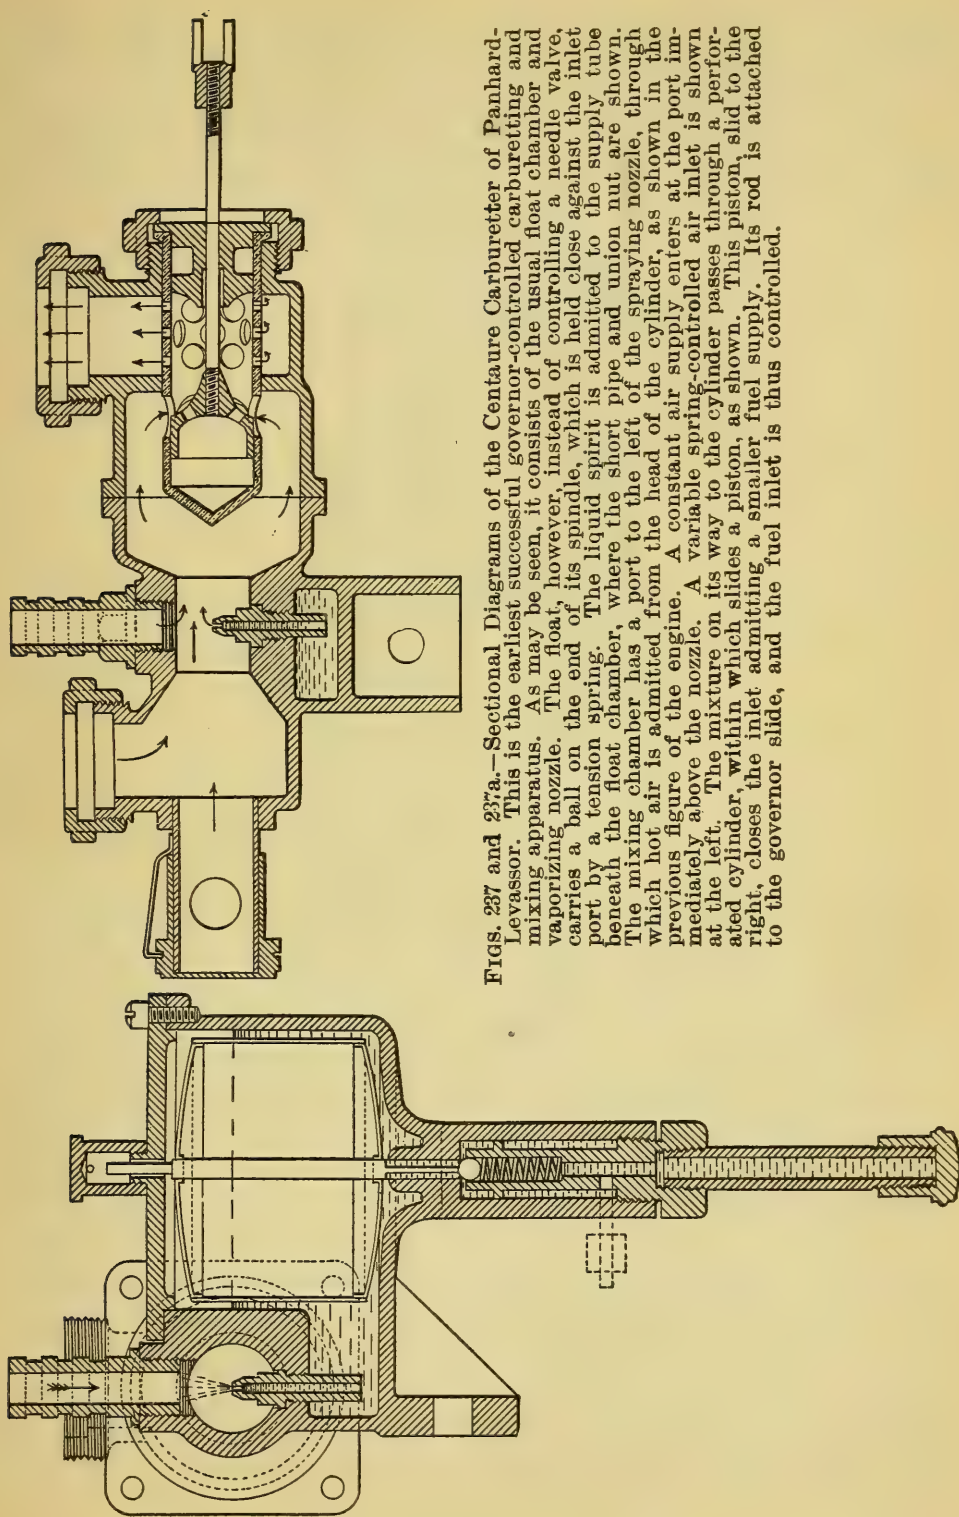 FIGS. 237 and 237a.—Sectional Diagrams of the Centaure Carburetter of Panhard-
Levassor. This is the earliest successful governor-controlled carburetting and
mixing apparatus. As may be seen, it consists of the usual float chamber and
vaporizing nozzle. The float, however, instead of controlling a needle valve,
carries a ball on the end of its spindle, which is held close against the inlet
port by a tension spring. The liquid spirit is admitted to the supply tube
beneath the float chamber, where the short pipe and union nut are shown.
The mixing chamber has a port to the left of the spraying nozzle, through
which hot air is admitted from the head of the cylinder, as shown in the
previous figure of the engine. A constant air supply enters at the port im-
mediately above the nozzle. A variable spring-controlled air inlet is shown
at the left. The mixture on its way to the cylinder passes through a perfor-
ated cylinder, within which slides a piston, as shown. This piston, slid to the
right, closes the inlet admitting a smaller fuel supply. Its rod is attached
to the governor slide, and the fuel inlet is thus controlled.